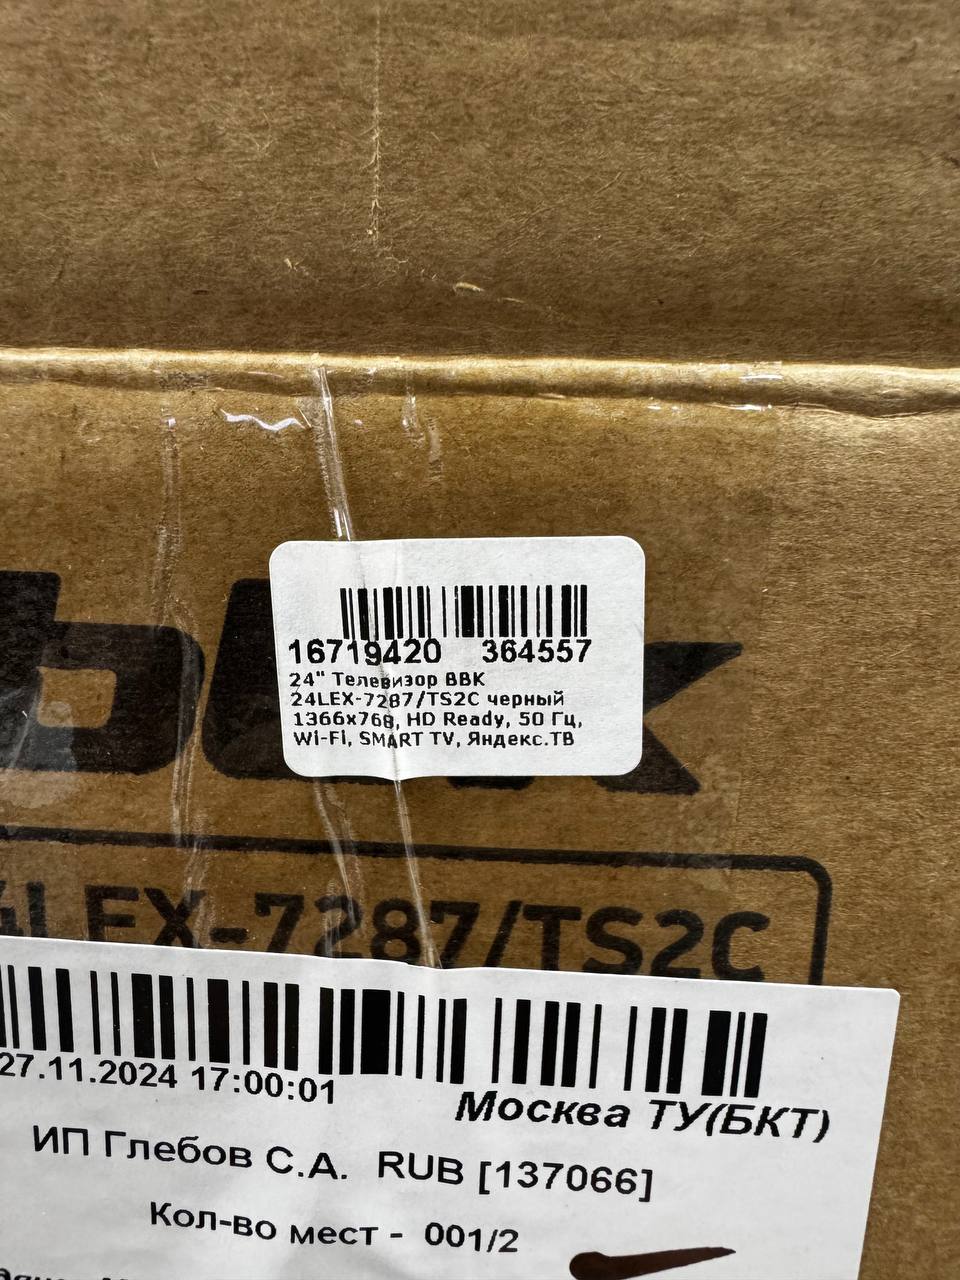 bbk
16719420 364557
24" Телевизор BBK
24LEX-7287/TS2C черный
1366x768, HD Ready, 50 Гц,
Wi-Fi, SMART TV, Яндекс.ТВ
4LEX-7287/TS2C
27.11.2024 17:00:01
Москва ТУ(БКТ)
ИП Глебов С.А. RUB [137066]
Кол-во мест - 001/2